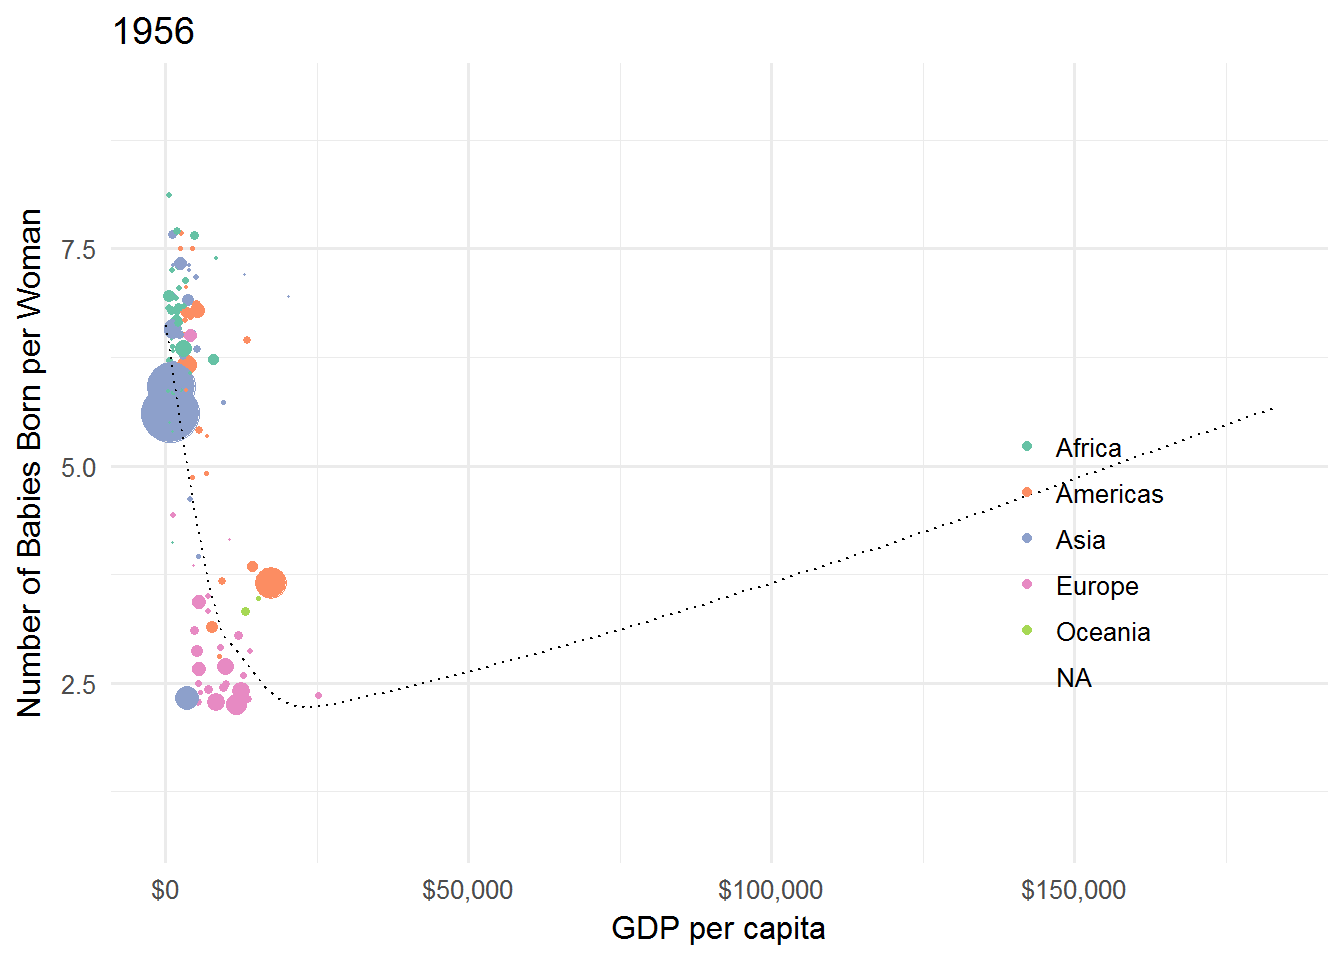 1956
Number of Babies Born per Woman
7.5
5.0
2.5
Africa
Americas
Asia
Europe
Oceania
NA
$0
$50,000
$100,000
$150,000
GDP per capita